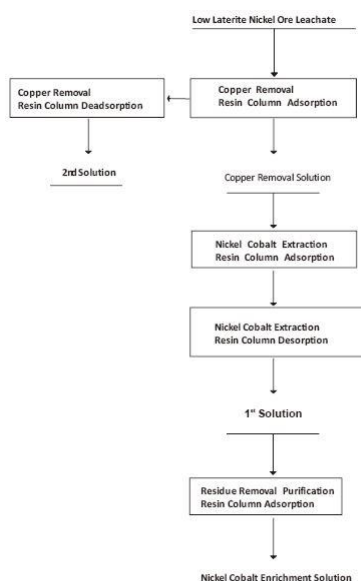 Low Laterite Nickel Ore Leachate
Copper Removal
Resin Column Adsorption
Copper Removal
Resin Column Deadsorption
2nd Solution
Copper Removal Solution
Nickel Cobalt Extraction
Resin Column Adsorption
Nickel Cobalt Extraction
Resin Column Desorption
1st Solution
Residue Removal Purification
Resin Column Adsorption
Nickel Cobalt Enrichment Solution